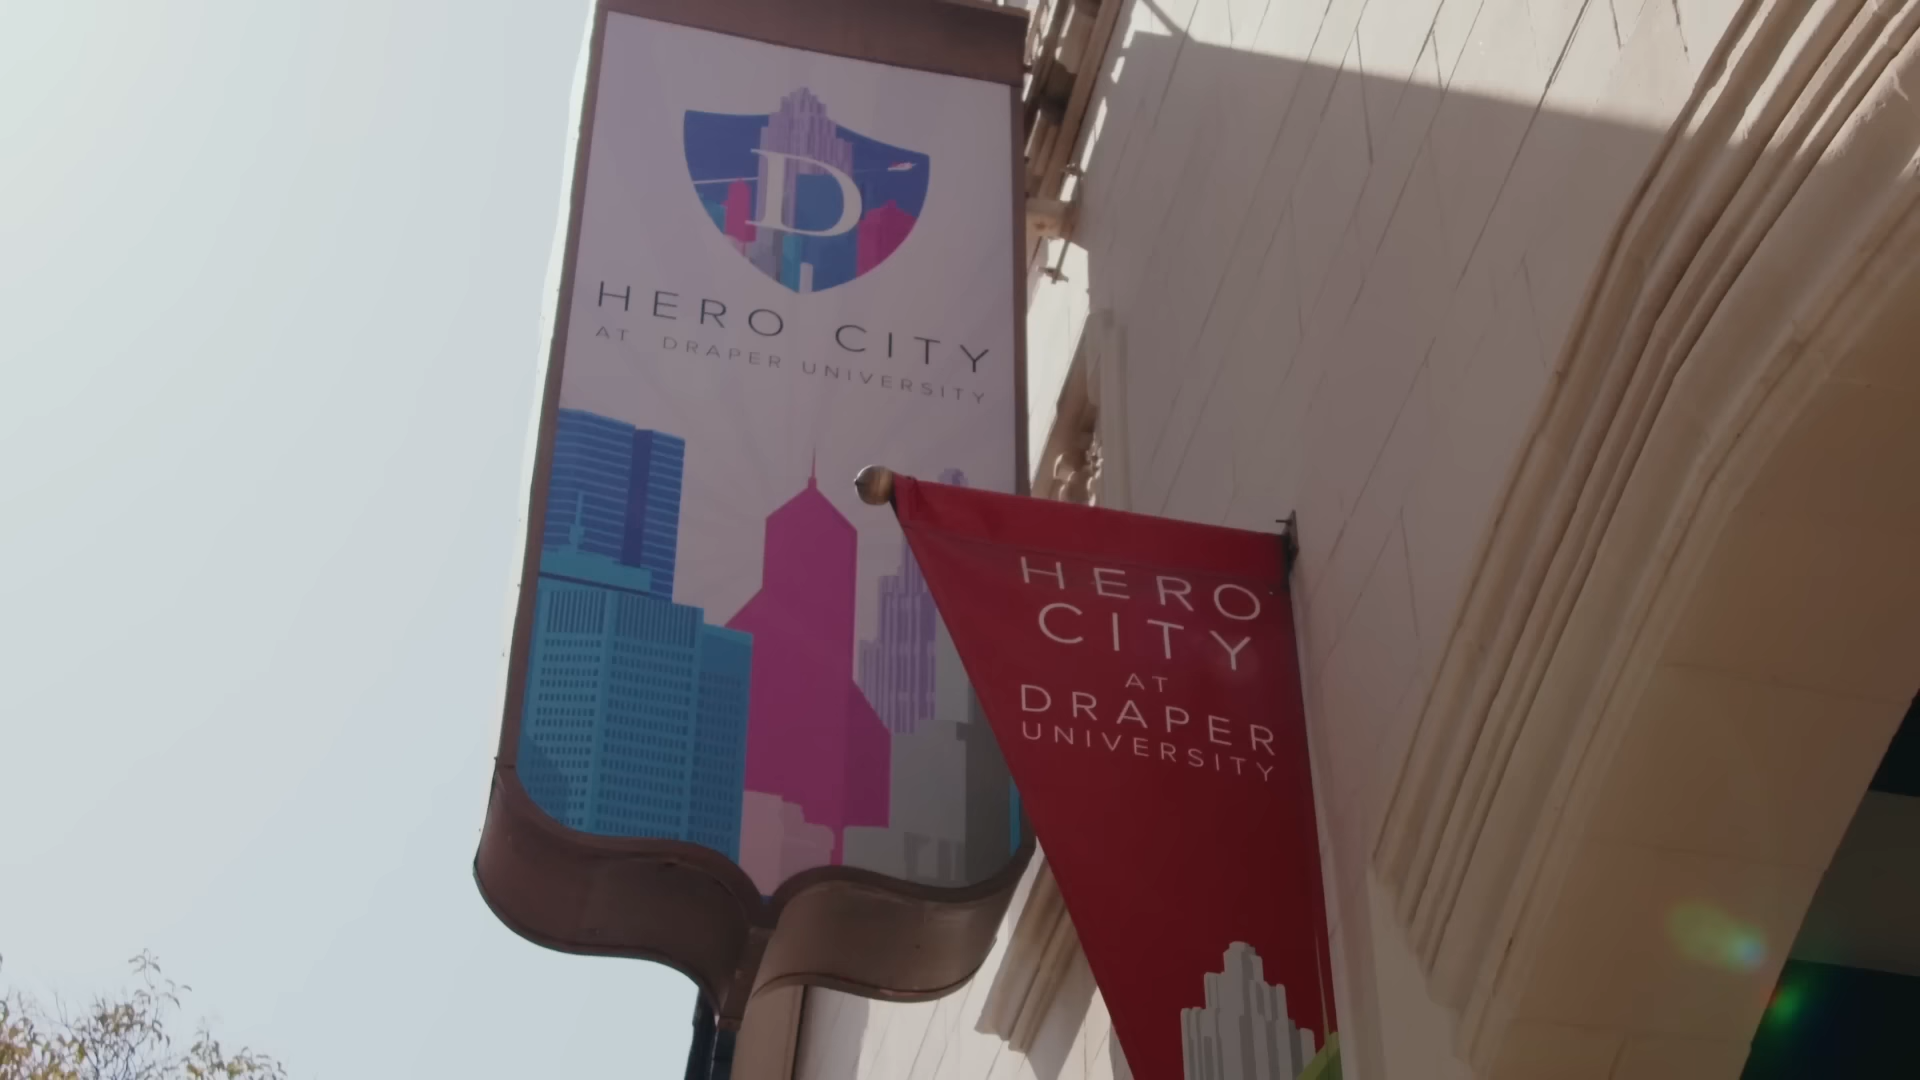 D
HERO CITY
AT DRAPER UNIVERSITY
HERO
CITY
AT
DRAPER
UNIVERSITY